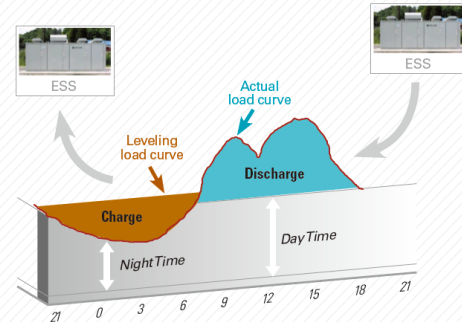 ESS
ESS
Actual
load curve
Leveling
load curve
Discharge
Charge
Night Time
Day Time
21 0 3 6 9 12 15 18 21